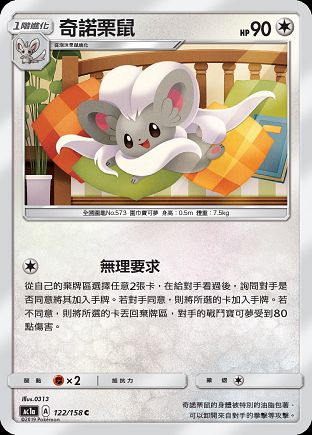 1階進化
奇諾栗鼠
HP 90
從泡沫栗鼠進化
全國圖鑑No.573 圍巾寶可夢 身高:0.5m 體重:7.5kg
無理要求
從自己的棄牌區選擇任意2張卡,在給對手看過後,詢問對手是
否同意將其加入手牌。若對手同意,則將所選的卡加入手牌。若
不同意,則將所選的卡丟回棄牌區,對手的戰鬥寶可夢受到80
點傷害。
弱點 ×2 抵抗力 撤退
Illus.0313
AC1a A 122/158 C
©2019 Pokémon
奇諾栗鼠的身體被特別的油脂包著。
可以卸開來自對手的拳擊等攻擊。